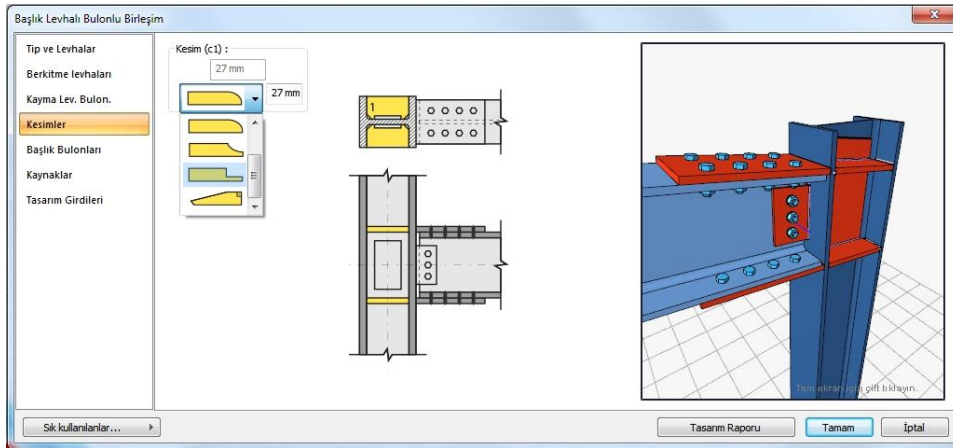 Başlık Levhalı Bulonlu Birleşim
Tip ve Levhalar
Berkitme levhaları
Kayma Lev. Bulon.
Kesimler
Başlık Bulonları
Kaynaklar
Tasarım Girdileri
Kesim (c1) :
27 mm
27 mm
1
Tam ekran için çift tıklayın.
Sık kullanılanlar...
Tasarım Raporu
Tamam
İptal